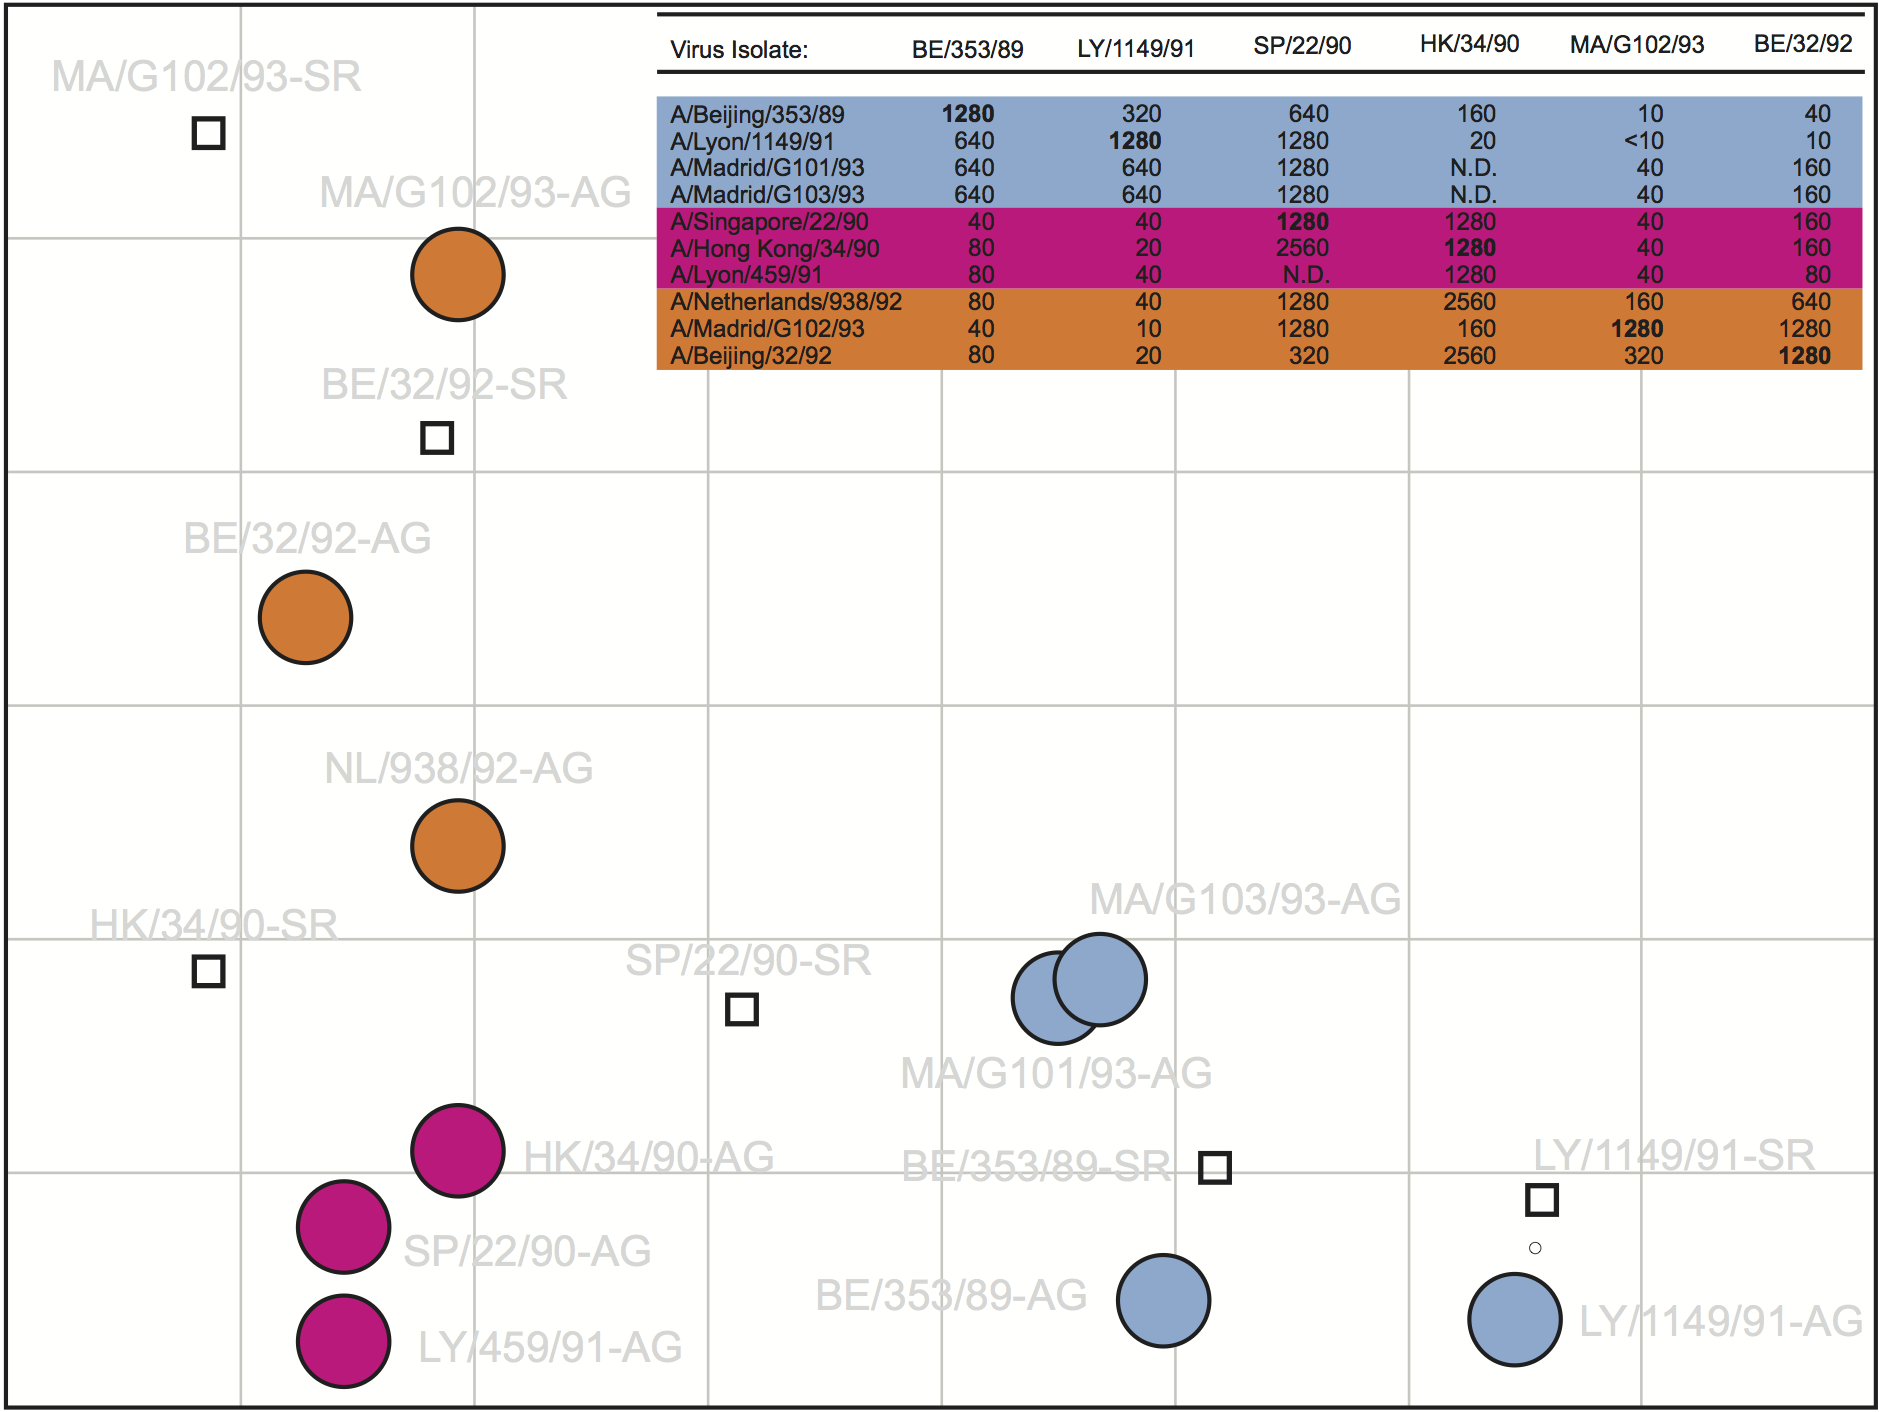 Virus Isolate: BE/353/89 LY/1149/91 SP/22/90 HK/34/90 MA/G102/93 BE/32/92
A/Beijing/353/89 1280 320 640 160 10 40
A/Lyon/1149/91 640 1280 1280 20 <10 10
A/Madrid/G101/93 640 640 1280 N.D. 40 160
A/Madrid/G103/93 640 640 1280 N.D. 40 160
A/Singapore/22/90 40 40 1280 1280 40 160
A/Hong Kong/34/90 80 20 2560 1280 40 160
A/Lyon/459/91 80 40 N.D. 1280 40 80
A/Netherlands/938/92 80 40 1280 2560 160 640
A/Madrid/G102/93 40 10 1280 160 1280 1280
A/Beijing/32/92 80 20 320 2560 320 1280
MA/G102/93-SR
MA/G102/93-AG
BE/32/92-SR
BE/32/92-AG
NL/938/92-AG
MA/G103/93-AG
HK/34/90-SR
SP/22/90-SR
MA/G101/93-AG
HK/34/90-AG
BE/353/89-SR
LY/1149/91-SR
SP/22/90-AG
BE/353/89-AG
LY/1149/91-AG
LY/459/91-AG